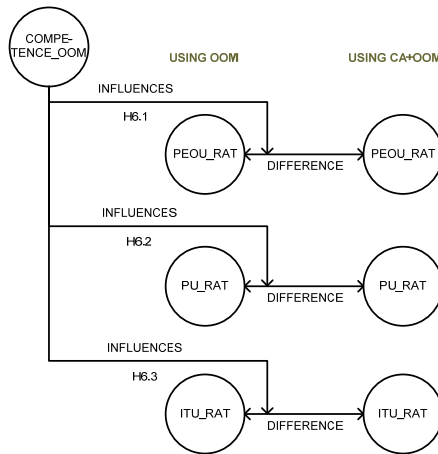 COMPE-
TENCE_OOM
USING OOM
USING CA+OOM
INFLUENCES
H6.1
PEOU_RAT
DIFFERENCE
PEOU_RAT
INFLUENCES
H6.2
PU_RAT
DIFFERENCE
PU_RAT
INFLUENCES
H6.3
ITU_RAT
DIFFERENCE
ITU_RAT